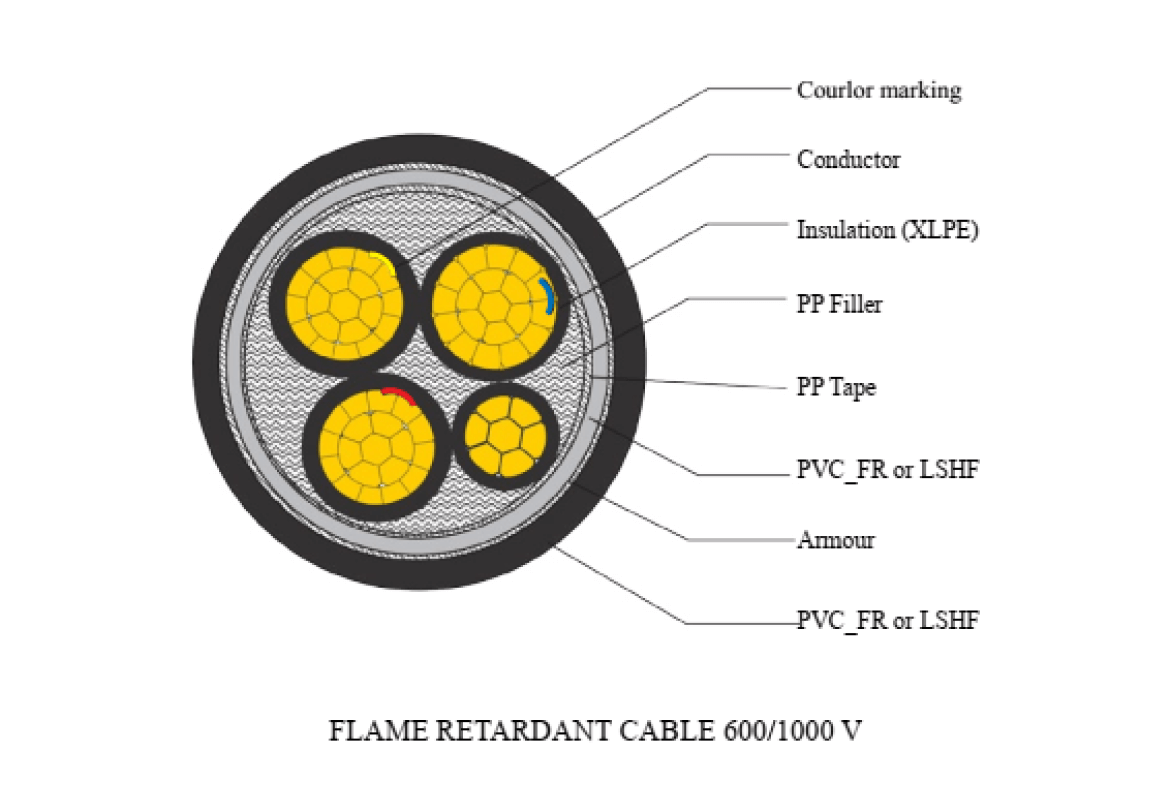 Courlor marking
Conductor
Insulation (XLPE)
PP Filler
PP Tape
PVC_FR or LSHF
Armour
PVC_FR or LSHF
FLAME RETARDANT CABLE 600/1000 V